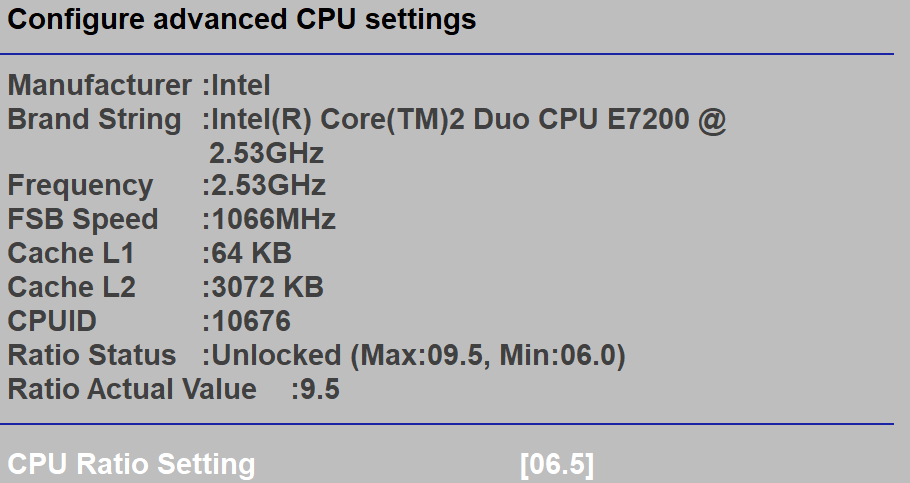 Configure advanced CPU settings
Manufacturer :Intel
Brand String :Intel(R) Core(TM)2 Duo CPU E7200 @
2.53GHz
Frequency :2.53GHz
FSB Speed :1066MHz
Cache L1 :64 KB
Cache L2 :3072 KB
CPUID :10676
Ratio Status :Unlocked (Max:09.5, Min:06.0)
Ratio Actual Value :9.5
CPU Ratio Setting [06.5]